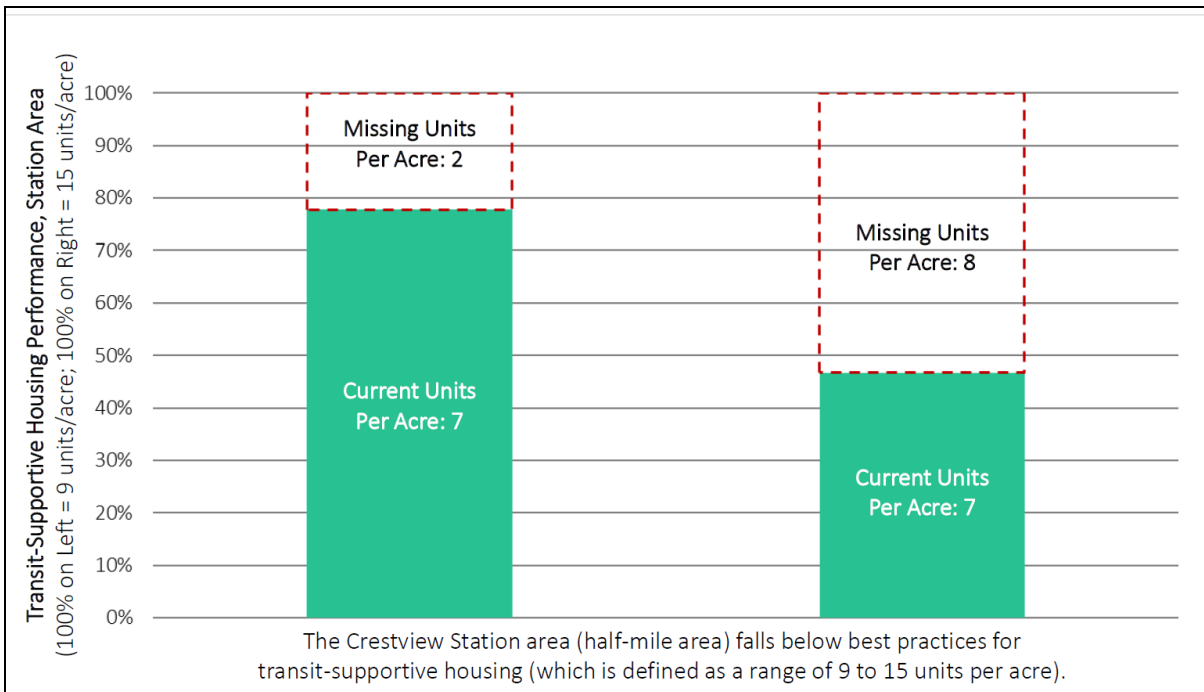 Transit-Supportive Housing Performance, Station Area
(100% on Left = 9 units/acre; 100% on Right = 15 units/acre)
100%
90%
80%
70%
60%
50%
40%
30%
20%
10%
0%
Missing Units
Per Acre: 2
Current Units
Per Acre: 7
Missing Units
Per Acre: 8
Current Units
Per Acre: 7
The Crestview Station area (half-mile area) falls below best practices for
transit-supportive housing (which is defined as a range of 9 to 15 units per acre).